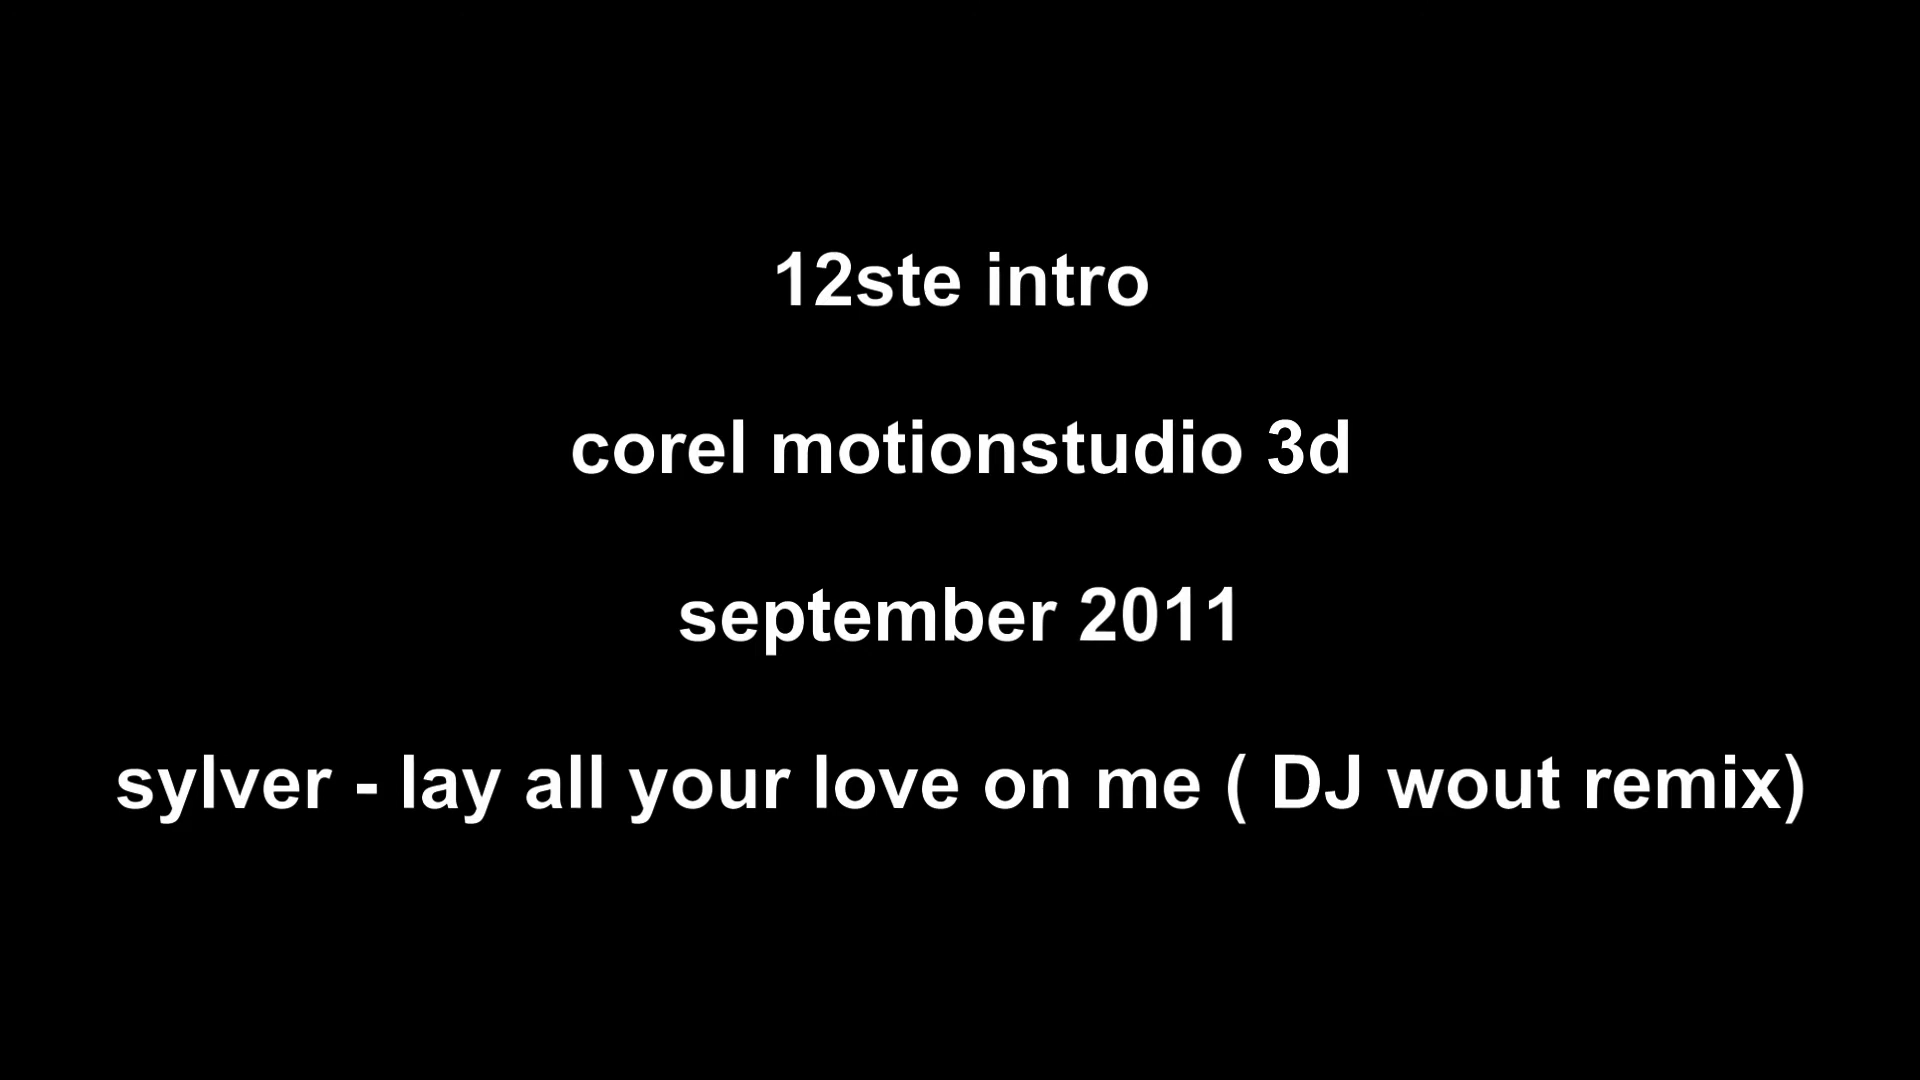 12ste intro
corel motionstudio 3d
september 2011
sylver - lay all your love on me ( DJ wout remix)